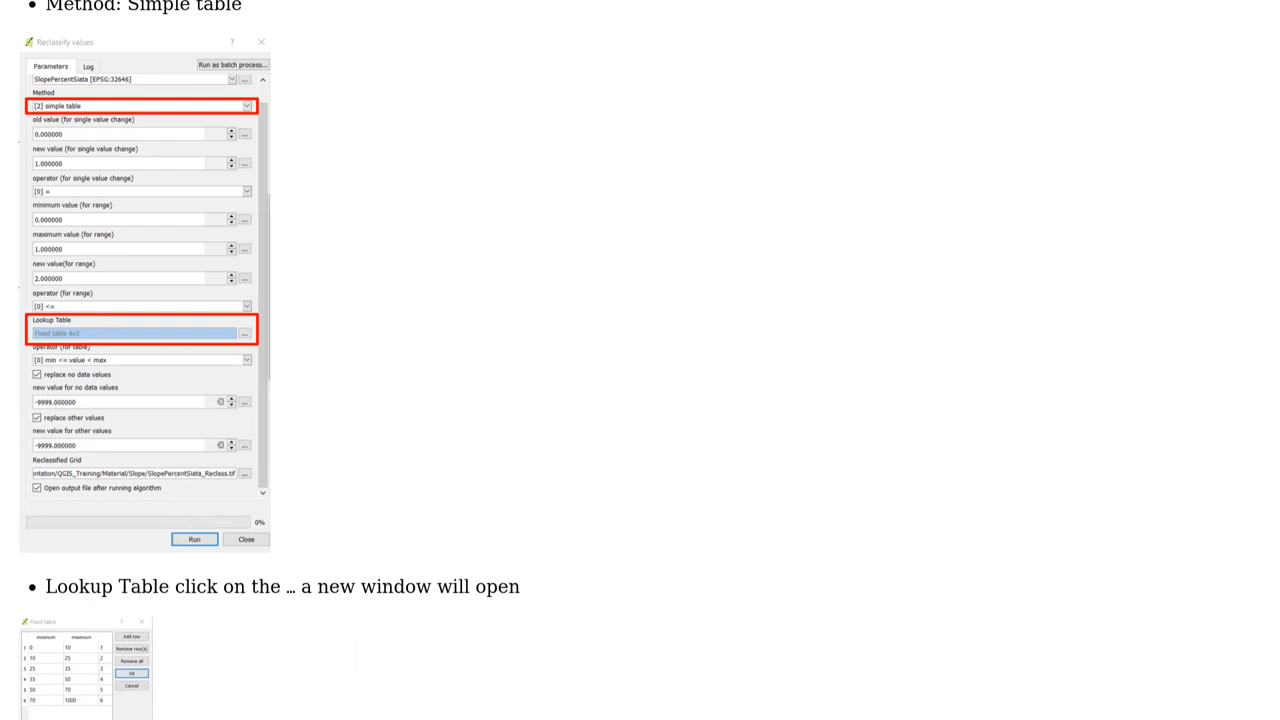 • Method: Simple table
Reclassify values ? ×
Parameters Log Run as batch process...
SlopePercentSiata [EPSG:32646] ...
Method
[2] simple table
old value (for single value change)
0.000000 ...
new value (for single value change)
1.000000 ...
operator (for single value change)
[0] =
minimum value (for range)
0.000000 ...
maximum value (for range)
1.000000 ...
new value(for range)
2.000000 ...
operator (for range)
[0] <=
Lookup Table
Fixed table 6x3 ...
operator (for table)
[0] min <= value < max
replace no data values
new value for no data values
-9999.000000 ...
replace other values
new value for other values
-9999.000000 ...
Reclassified Grid
ntation/QGIS_Training/Material/Slope/SlopePercentSiata_Reclass.tif ...
Open output file after running algorithm
0%
Run Close
• Lookup Table click on the … a new window will open
Fixed table ? ×
minimum maximum Add row
1 0 10 1 Remove row(s)
2 10 25 2 Remove all
3 25 35 3 OK
4 35 50 4 Cancel
5 50 70 5
6 70 1000 6